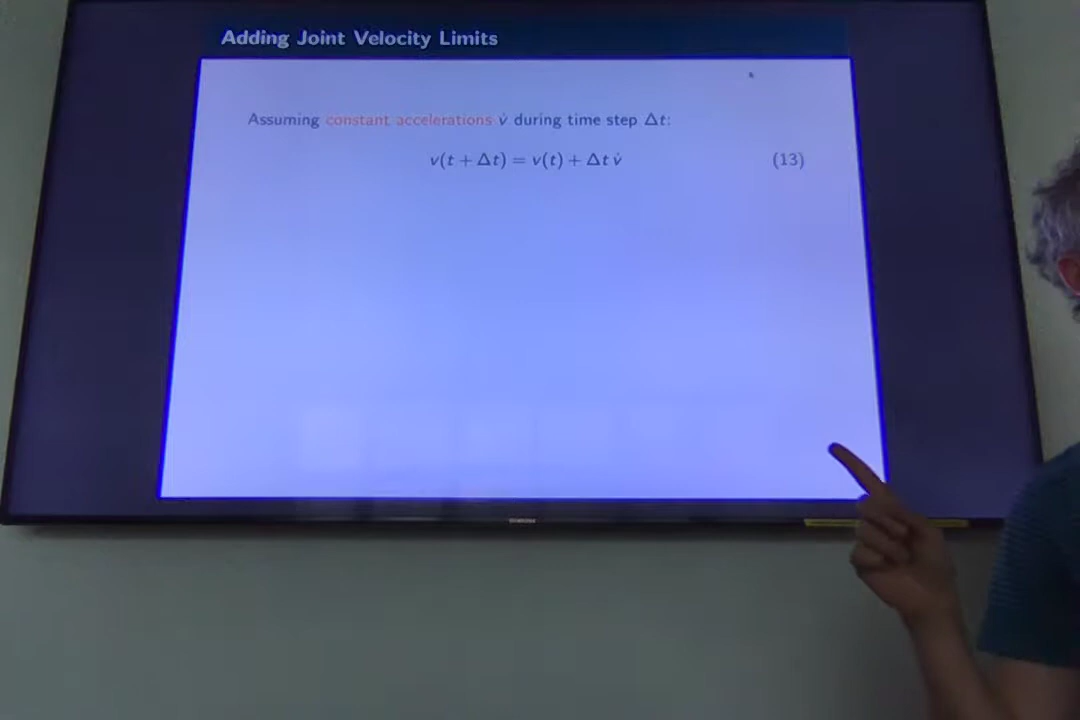 Adding Joint Velocity Limits
Assuming constant accelerations v̇ during time step Δt:
v(t + Δt) = v(t) + Δt v̇ (13)